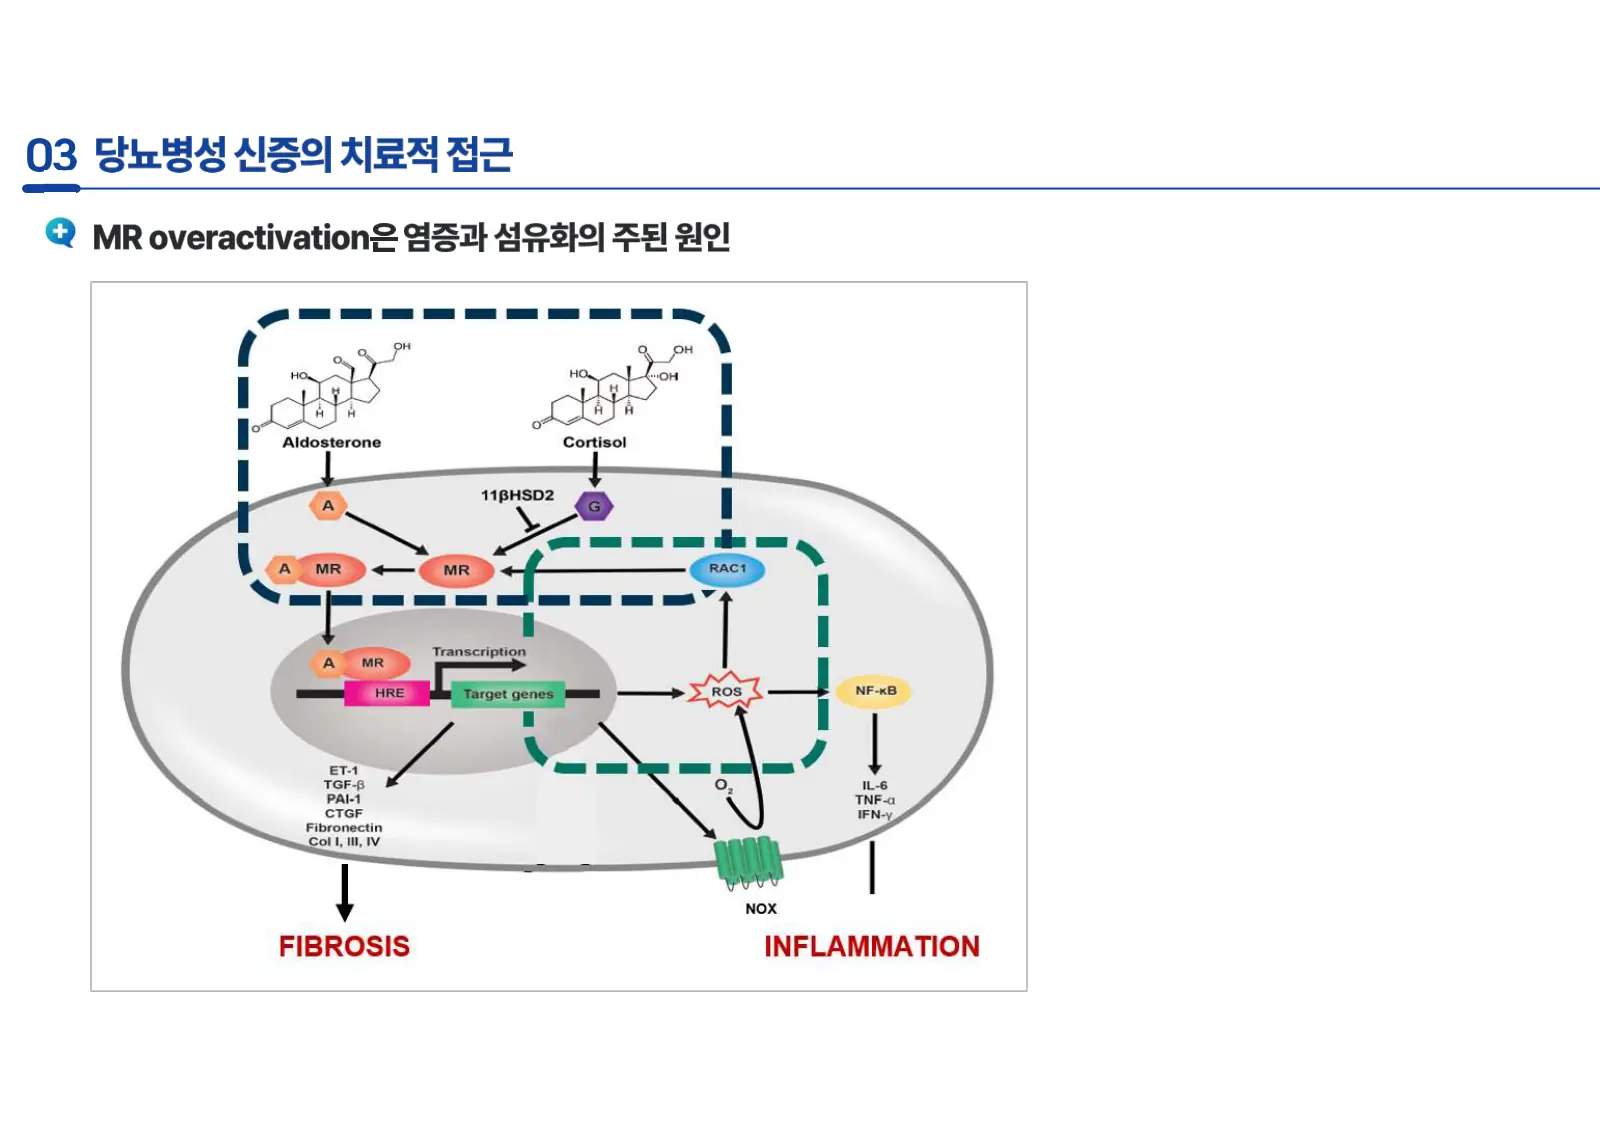 03 당뇨병성 신증의 치료적 접근
MR overactivation은 염증과 섬유화의 주된 원인
O OH
O
HO
H
H H
O
Aldosterone
O OH
HO OH
H
H H
O
Cortisol
A
11βHSD2
G
A MR
MR
RAC1
A MR
Transcription
HRE
Target genes
ROS
NF-κB
ET-1
TGF-β
PAI-1
CTGF
Fibronectin
Col I, III, IV
O2
IL-6
TNF-α
IFN-γ
NOX
FIBROSIS
INFLAMMATION